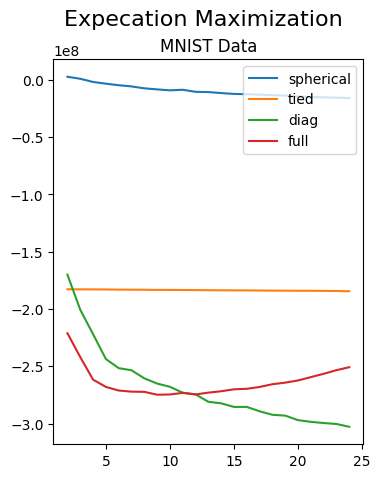 Expecation Maximization
MNIST Data
1e8
0.0
−0.5
−1.0
−1.5
−2.0
−2.5
−3.0
5
10
15
20
25
spherical
tied
diag
full